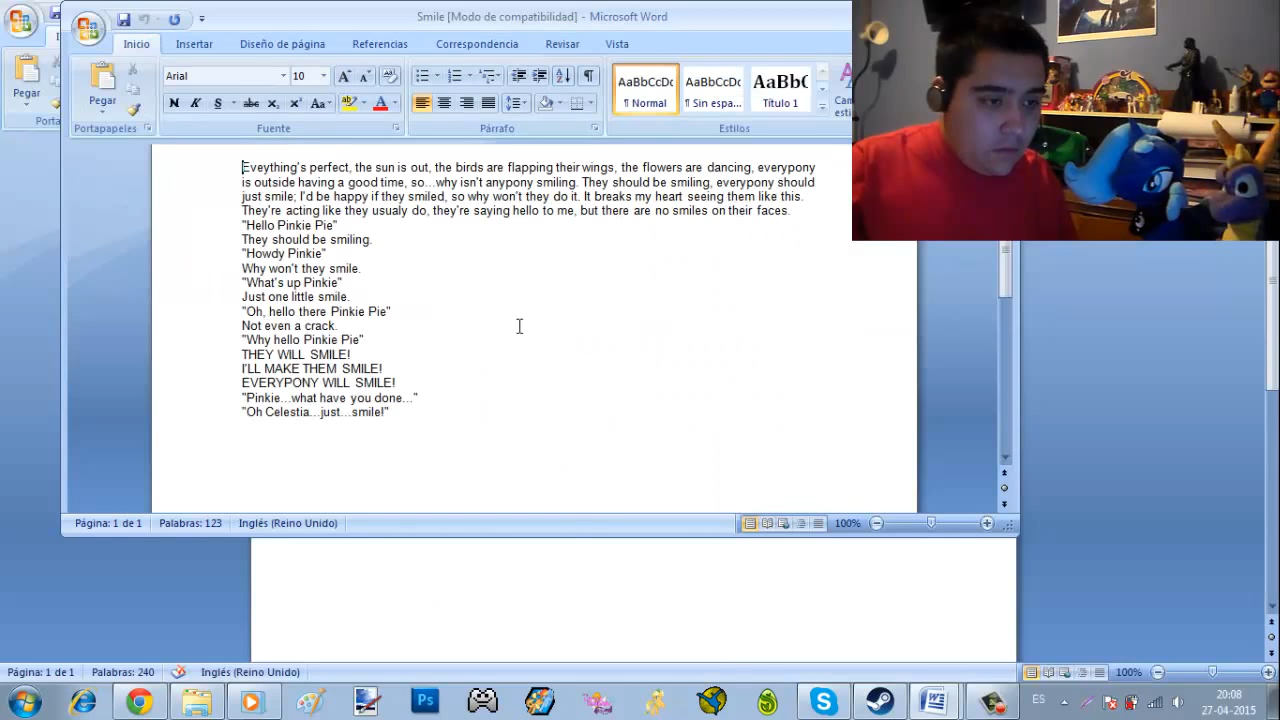 Smile [Modo de compatibilidad] - Microsoft Word
Inicio Insertar Diseño de página Referencias Correspondencia Revisar Vista
Pegar
Pegar
Arial 10
AaBbCcDc AaBbCcDc AaBbC
¶ Normal ¶ Sin espa... Título 1
Portapapeles Fuente Párrafo Estilos
Eveything's perfect, the sun is out, the birds are flapping their wings, the flowers are dancing, everypony
is outside having a good time, so...why isn't anypony smiling. They should be smiling, everypony should
just smile; I'd be happy if they smiled, so why won't they do it. It breaks my heart seeing them like this.
They're acting like they usualy do, they're saying hello to me, but there are no smiles on their faces.
"Hello Pinkie Pie"
They should be smiling.
"Howdy Pinkie"
Why won't they smile.
"What's up Pinkie"
Just one little smile.
"Oh, hello there Pinkie Pie"
Not even a crack.
"Why hello Pinkie Pie"
THEY WILL SMILE!
I'LL MAKE THEM SMILE!
EVERYPONY WILL SMILE!
"Pinkie...what have you done..."
"Oh Celestia...just...smile!"
Página: 1 de 1 Palabras: 123 Inglés (Reino Unido) 100%
Página: 1 de 1 Palabras: 240 Inglés (Reino Unido) 100%
ES
20:08
27-04-2015